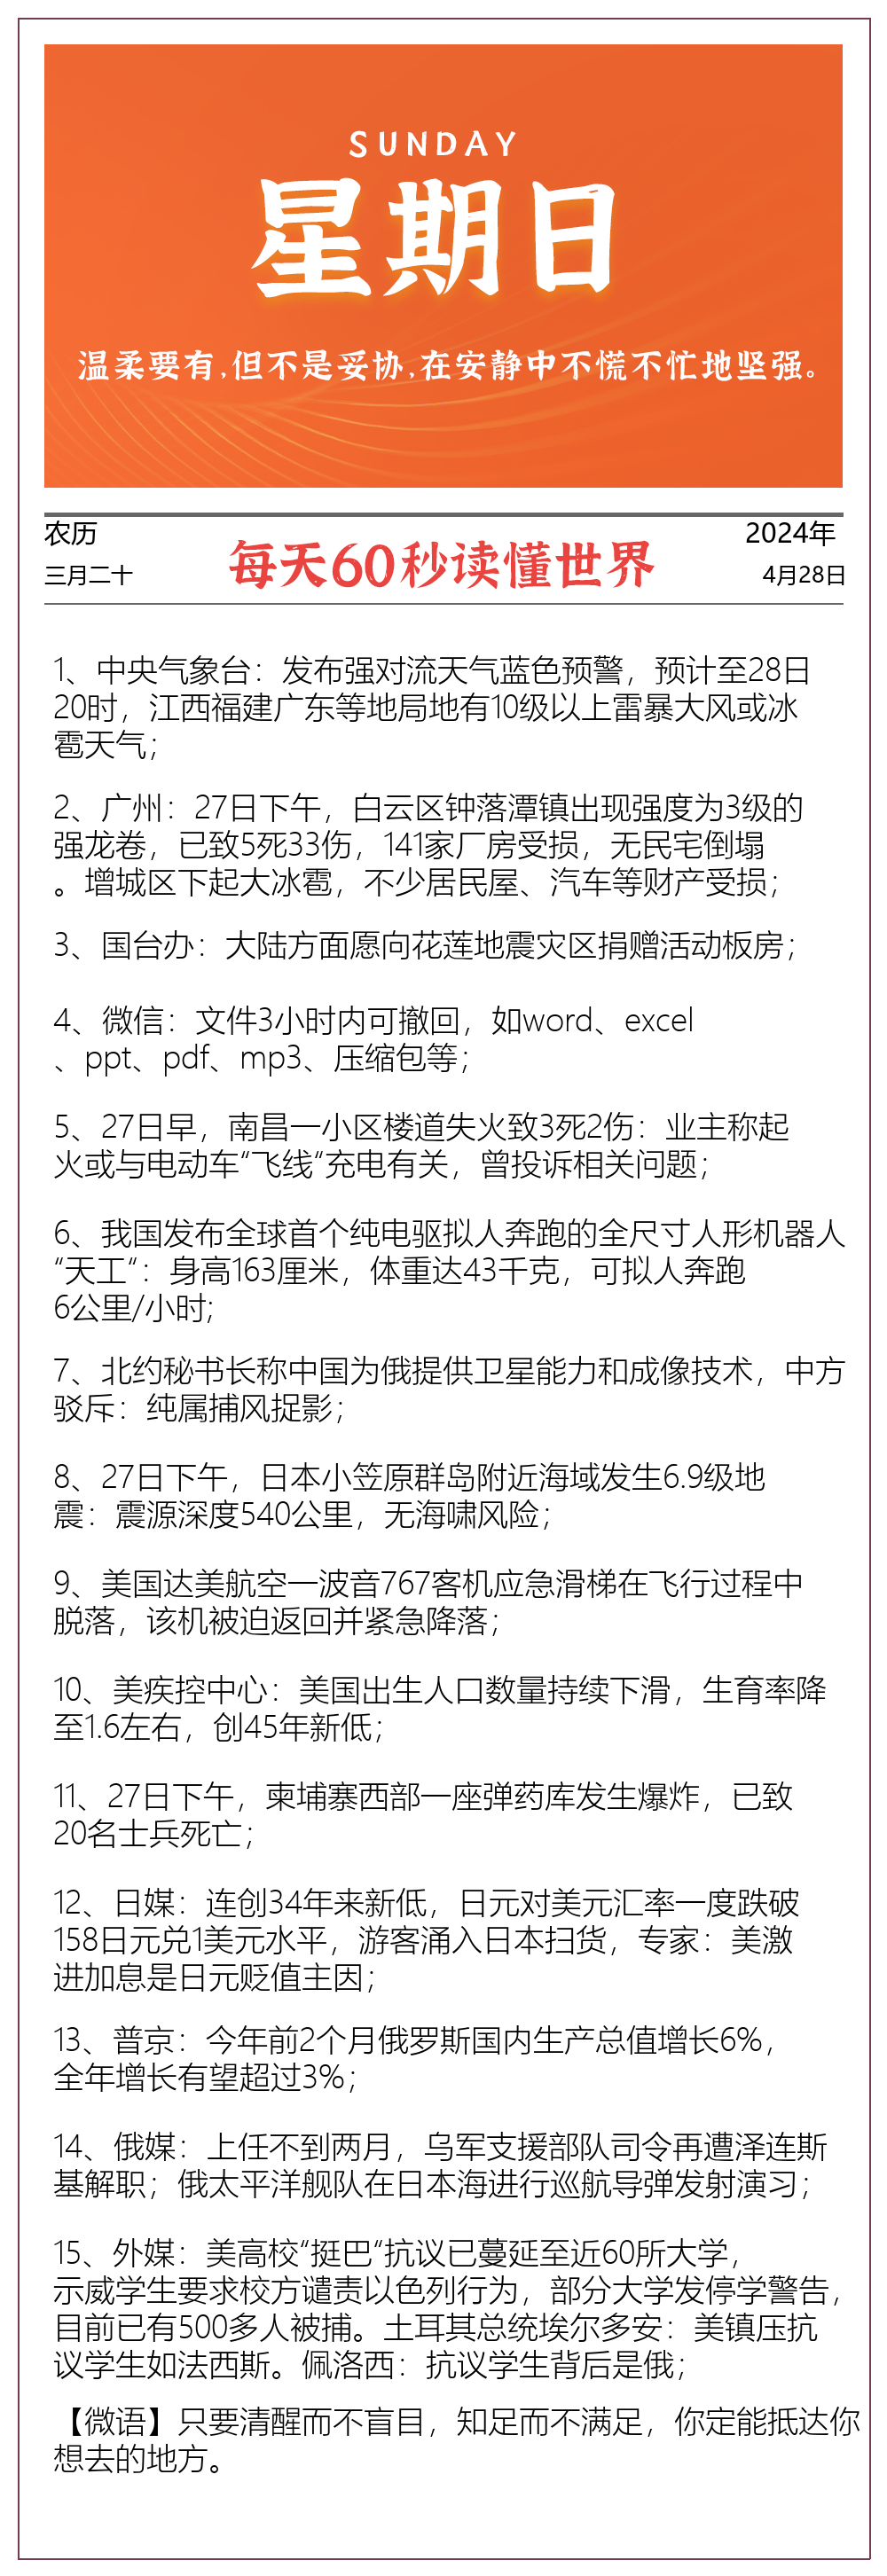 SUNDAY
星期日
温柔要有,但不是妥协,在安静中不慌不忙地坚强。
农历
三月二十
每天60秒读懂世界
2024年
4月28日
1、中央气象台：发布强对流天气蓝色预警，预计至28日
20时，江西福建广东等地局地有10级以上雷暴大风或冰
雹天气；
2、广州：27日下午，白云区钟落潭镇出现强度为3级的
强龙卷，已致5死33伤，141家厂房受损，无民宅倒塌
。增城区下起大冰雹，不少居民屋、汽车等财产受损；
3、国台办：大陆方面愿向花莲地震灾区捐赠活动板房；
4、微信：文件3小时内可撤回，如word、excel
、ppt、pdf、mp3、压缩包等；
5、27日早，南昌一小区楼道失火致3死2伤：业主称起
火或与电动车“飞线“充电有关，曾投诉相关问题；
6、我国发布全球首个纯电驱拟人奔跑的全尺寸人形机器人
“天工“：身高163厘米，体重达43千克，可拟人奔跑
6公里/小时;
7、北约秘书长称中国为俄提供卫星能力和成像技术，中方
驳斥：纯属捕风捉影；
8、27日下午，日本小笠原群岛附近海域发生6.9级地
震：震源深度540公里，无海啸风险；
9、美国达美航空一波音767客机应急滑梯在飞行过程中
脱落，该机被迫返回并紧急降落；
10、美疾控中心：美国出生人口数量持续下滑，生育率降
至1.6左右，创45年新低；
11、27日下午，柬埔寨西部一座弹药库发生爆炸，已致
20名士兵死亡；
12、日媒：连创34年来新低，日元对美元汇率一度跌破
158日元兑1美元水平，游客涌入日本扫货，专家：美激
进加息是日元贬值主因；
13、普京：今年前2个月俄罗斯国内生产总值增长6%，
全年增长有望超过3%；
14、俄媒：上任不到两月，乌军支援部队司令再遭泽连斯
基解职；俄太平洋舰队在日本海进行巡航导弹发射演习；
15、外媒：美高校“挺巴“抗议已蔓延至近60所大学，
示威学生要求校方谴责以色列行为，部分大学发停学警告，
目前已有500多人被捕。土耳其总统埃尔多安：美镇压抗
议学生如法西斯。佩洛西：抗议学生背后是俄；
【微语】只要清醒而不盲目，知足而不满足，你定能抵达你
想去的地方。